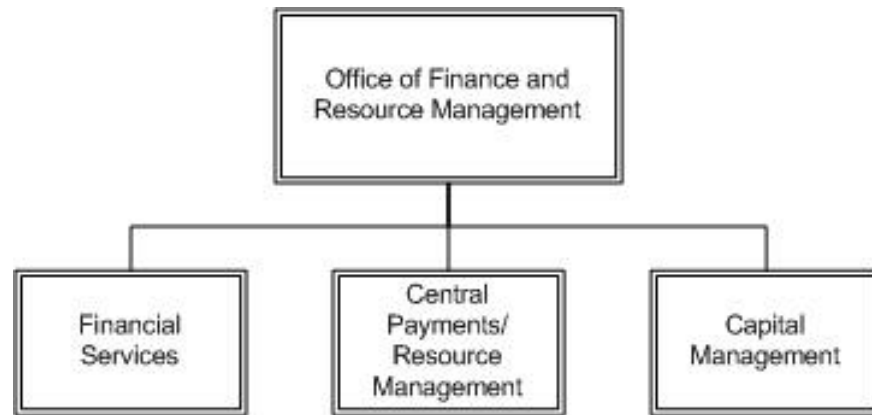 Office of Finance and
Resource Management
Financial
Services
Central
Payments/
Resource
Management
Capital
Management